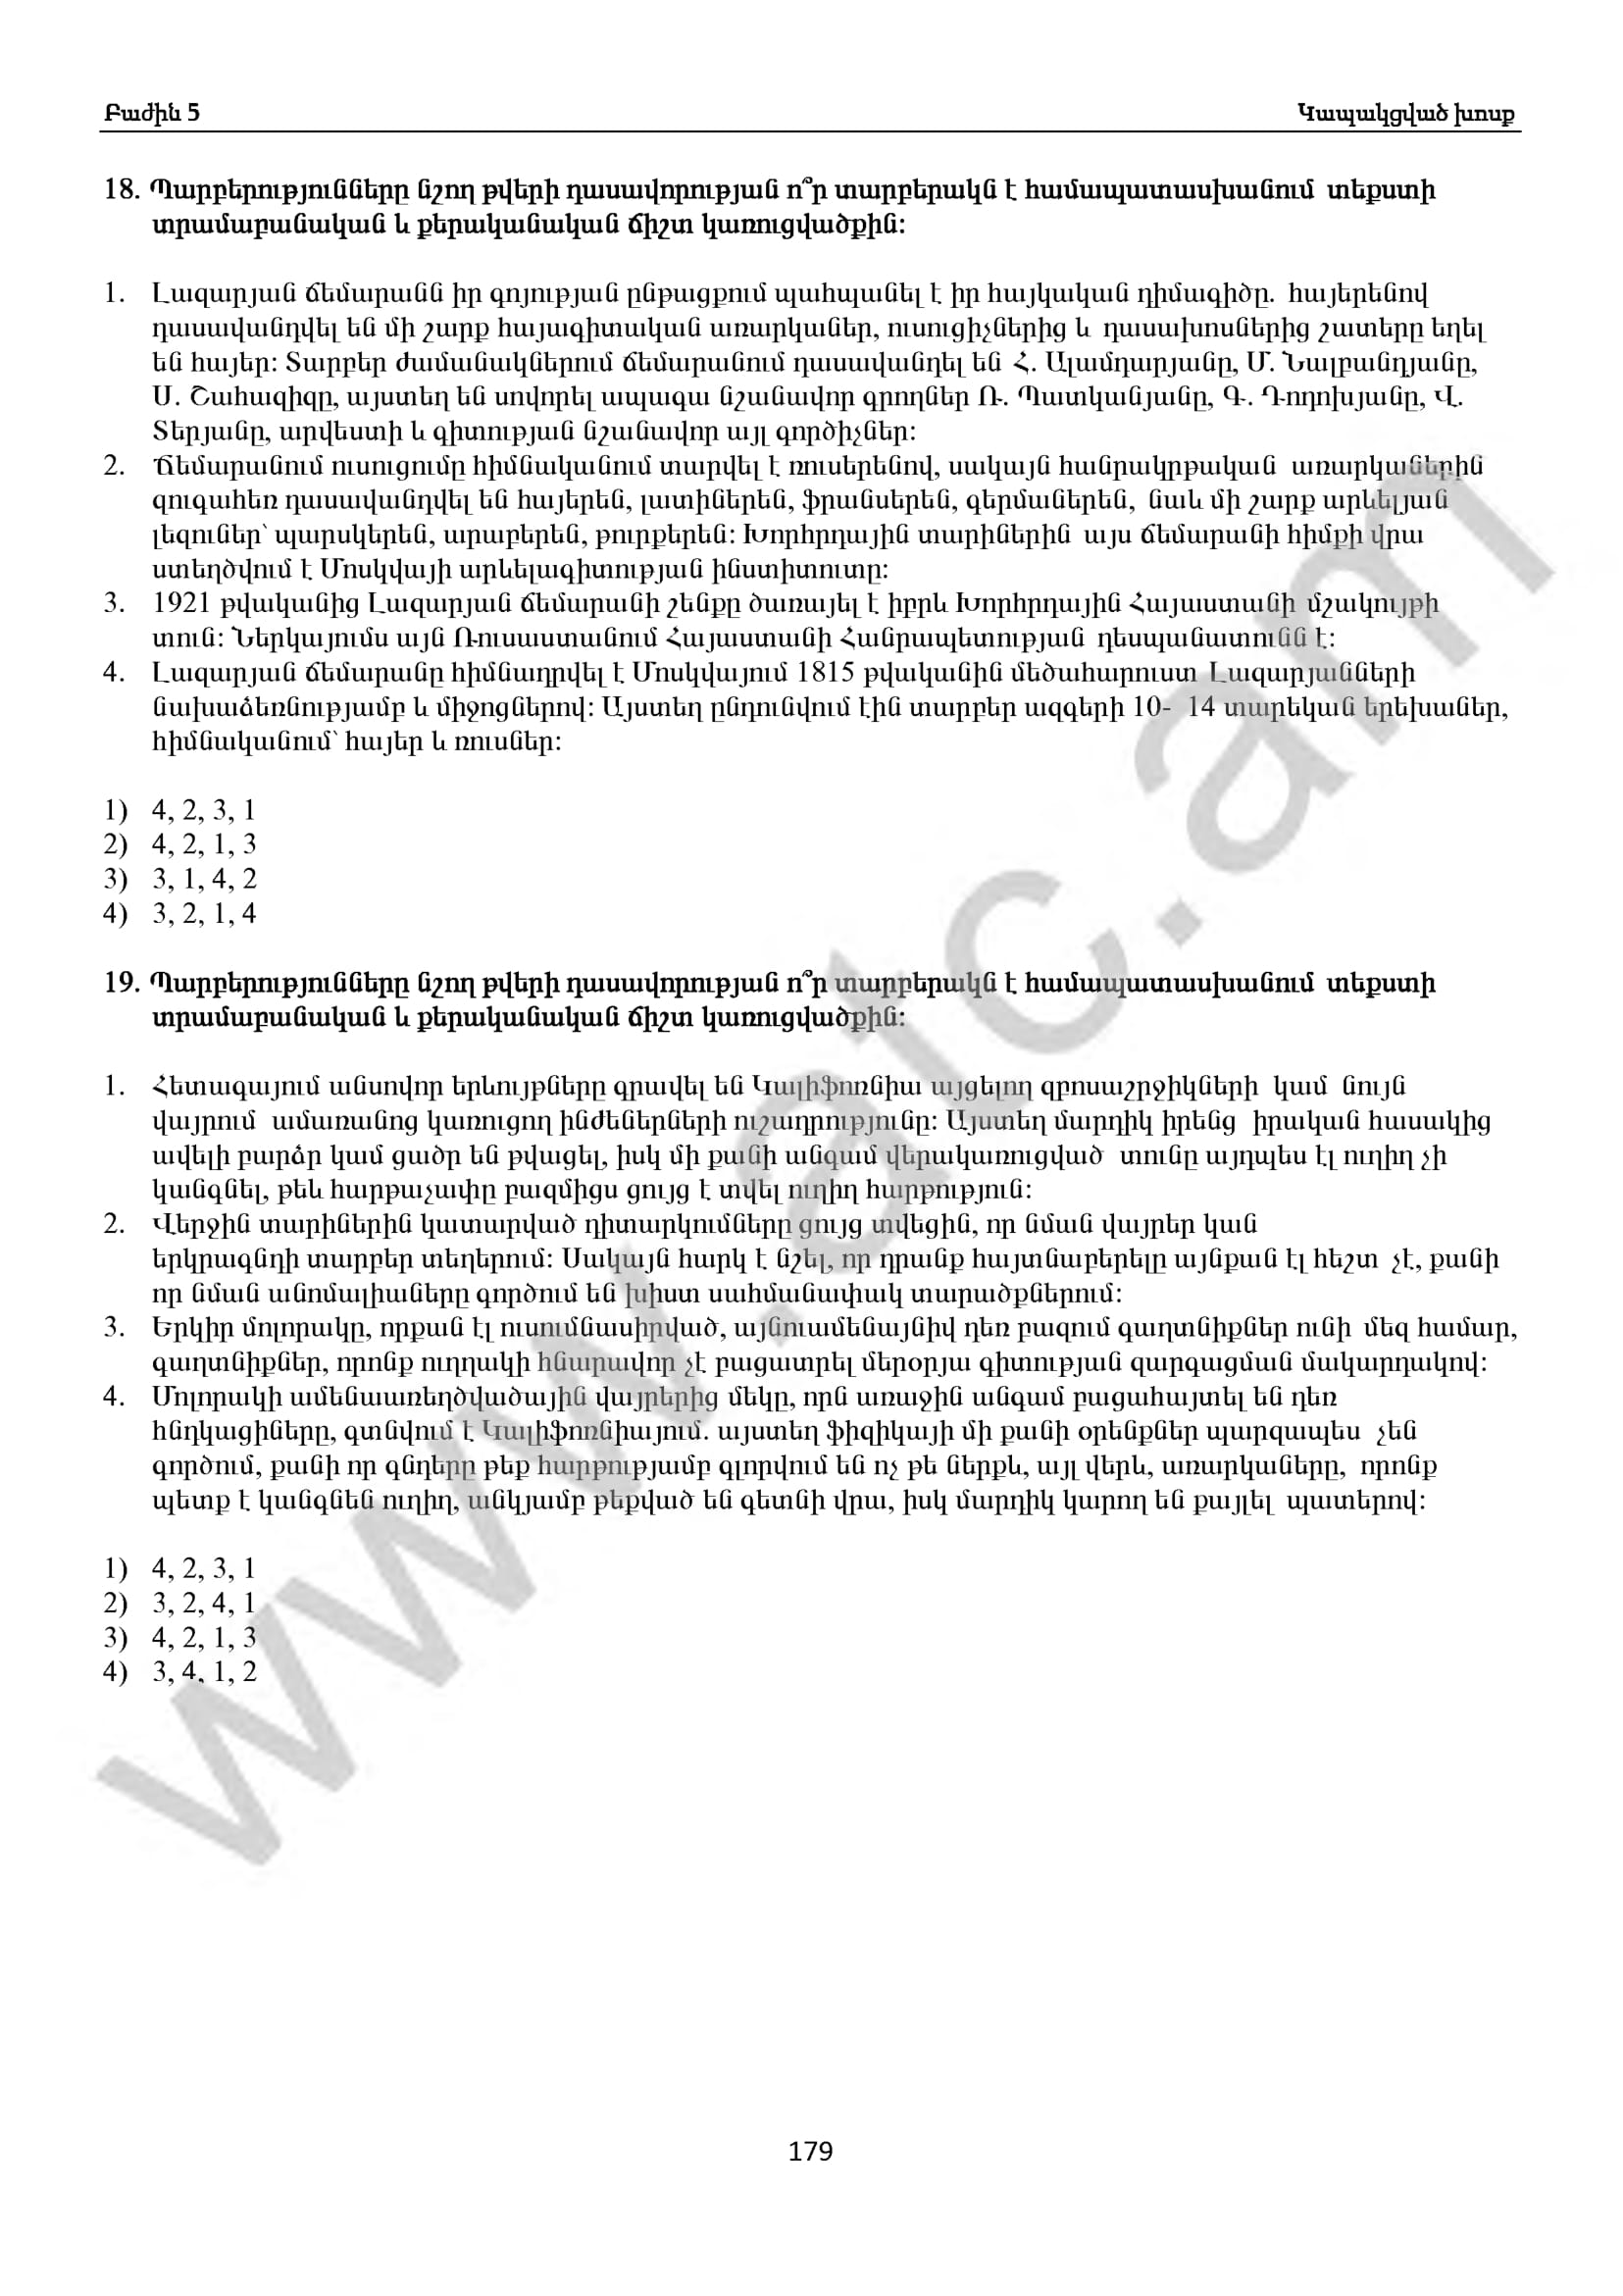 Բաժին 5 Կապակցված խոսք
18. Պարբերությունները նշող թվերի դասավորության ո՞ր տարբերակն է համապատասխանում տեքստի
տրամաբանական և քերականական ճիշտ կառուցվածքին:
1. Լազարյան ճեմարանն իր գոյության ընթացքում պահպանել է իր հայկական դիմագիծը. հայերենով
դասավանդվել են մի շարք հայագիտական առարկաներ, ուսուցիչներից և դասախոսներից շատերը եղել
են հայեր: Տարբեր ժամանակներում ճեմարանում դասավանդել են Հ. Ալամդարյանը, Մ. Նալբանդյանը,
Ս. Շահազիզը, այստեղ են սովորել ապագա նշանավոր գրողներ Ռ. Պատկանյանը, Գ. Դոդոխյանը, Վ.
Տերյանը, արվեստի և գիտության նշանավոր այլ գործիչներ:
2. Ճեմարանում ուսուցումը հիմնականում տարվել է ռուսերենով, սակայն հանրակրթական առարկաներին
զուգահեռ դասավանդվել են հայերեն, լատիներեն, ֆրանսերեն, գերմաներեն, նաև մի շարք արևելյան
լեզուներ՝ պարսկերեն, արաբերեն, թուրքերեն: Խորհրդային տարիներին այս ճեմարանի հիմքի վրա
ստեղծվում է Մոսկվայի արևելագիտության ինստիտուտը:
3. 1921 թվականից Լազարյան ճեմարանի շենքը ծառայել է իբրև Խորհրդային Հայաստանի մշակույթի
տուն: Ներկայումս այն Ռուսաստանում Հայաստանի Հանրապետության դեսպանատունն է:
4. Լազարյան ճեմարանը հիմնադրվել է Մոսկվայում 1815 թվականին մեծահարուստ Լազարյանների
նախաձեռնությամբ և միջոցներով: Այստեղ ընդունվում էին տարբեր ազգերի 10- 14 տարեկան երեխաներ,
հիմնականում՝ հայեր և ռուսներ:
1) 4, 2, 3, 1
2) 4, 2, 1, 3
3) 3, 1, 4, 2
4) 3, 2, 1, 4
19. Պարբերությունները նշող թվերի դասավորության ո՞ր տարբերակն է համապատասխանում տեքստի
տրամաբանական և քերականական ճիշտ կառուցվածքին:
1. Հետագայում անսովոր երևույթները գրավել են Կալիֆոռնիա այցելող զբոսաշրջիկների կամ նույն
վայրում ամառանոց կառուցող ինժեներների ուշադրությունը: Այստեղ մարդիկ իրենց իրական հասակից
ավելի բարձր կամ ցածր են թվացել, իսկ մի քանի անգամ վերակառուցված տունը այդպես էլ ուղիղ չի
կանգնել, թեև հարթաչափը բազմիցս ցույց է տվել ուղիղ հարթություն:
2. Վերջին տարիներին կատարված դիտարկումները ցույց տվեցին, որ նման վայրեր կան
երկրագնդի տարբեր տեղերում: Սակայն հարկ է նշել, որ դրանք հայտնաբերելը այնքան էլ հեշտ չէ, քանի
որ նման անոմալիաները գործում են խիստ սահմանափակ տարածքներում:
3. Երկիր մոլորակը, որքան էլ ուսումնասիրված, այնուամենայնիվ դեռ բազում գաղտնիքներ ունի մեզ համար,
գաղտնիքներ, որոնք ուղղակի հնարավոր չէ բացատրել մերօրյա գիտության զարգացման մակարդակով:
4. Մոլորակի ամենաառեղծվածային վայրերից մեկը, որն առաջին անգամ բացահայտել են դեռ
հնդկացիները, գտնվում է Կալիֆոռնիայում. այստեղ ֆիզիկայի մի քանի օրենքներ պարզապես չեն
գործում, քանի որ գնդերը թեք հարթությամբ գլորվում են ոչ թե ներքև, այլ վերև, առարկաները, որոնք
պետք է կանգնեն ուղիղ, անկյամբ թեքված են գետնի վրա, իսկ մարդիկ կարող են քայլել պատերով:
1) 4, 2, 3, 1
2) 3, 2, 4, 1
3) 4, 2, 1, 3
4) 3, 4, 1, 2
www.atc.am
179